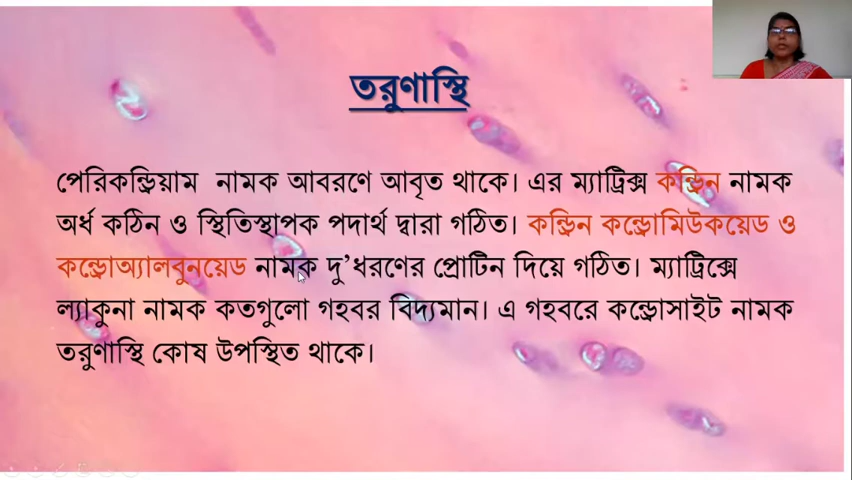 তরুণাস্থি
পেরিকন্ড্রিয়াম নামক আবরণে আবৃত থাকে। এর ম্যাট্রিক্স কন্ড্রিন নামক
অর্ধ কঠিন ও স্থিতিস্থাপক পদার্থ দ্বারা গঠিত। কন্ড্রিন কন্ড্রোমিউকয়েড ও
কন্ড্রোঅ্যালবুনয়েড নামক দু’ধরণের প্রোটিন দিয়ে গঠিত। ম্যাট্রিক্সে
ল্যাকুনা নামক কতগুলো গহবর বিদ্যমান। এ গহবরে কন্ড্রোসাইট নামক
তরুণাস্থি কোষ উপস্থিত থাকে।